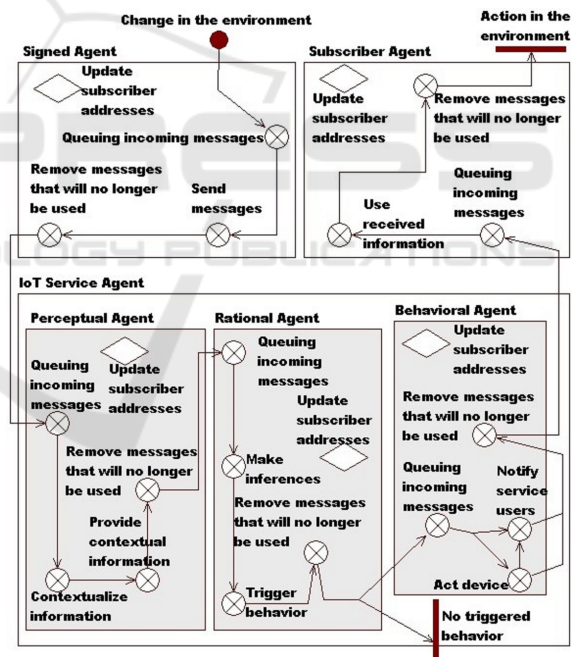 Change in the environment
Action in the
environment
Signed Agent
Update
subscriber
addresses
Queuing incoming messages
Remove messages
that will no longer
be used
Send
messages
Subscriber Agent
Update
subscriber
addresses
Remove messages
that will no longer
be used
Queuing
incoming
messages
Use
received
information
IoT Service Agent
Perceptual Agent
Update
subscriber
addresses
Queuing
incoming
messages
Remove messages
that will no longer
be used
Provide
contextual
information
Contextualize
information
Rational Agent
Queuing
incoming
messages
Update
subscriber
addresses
Make
inferences
Remove messages
that will no longer
be used
Trigger
behavior
Behavioral Agent
Update
subscriber
addresses
Remove messages
that will no longer
be used
Queuing
incoming
messages
Notify
service
users
Act device
No triggered
behavior